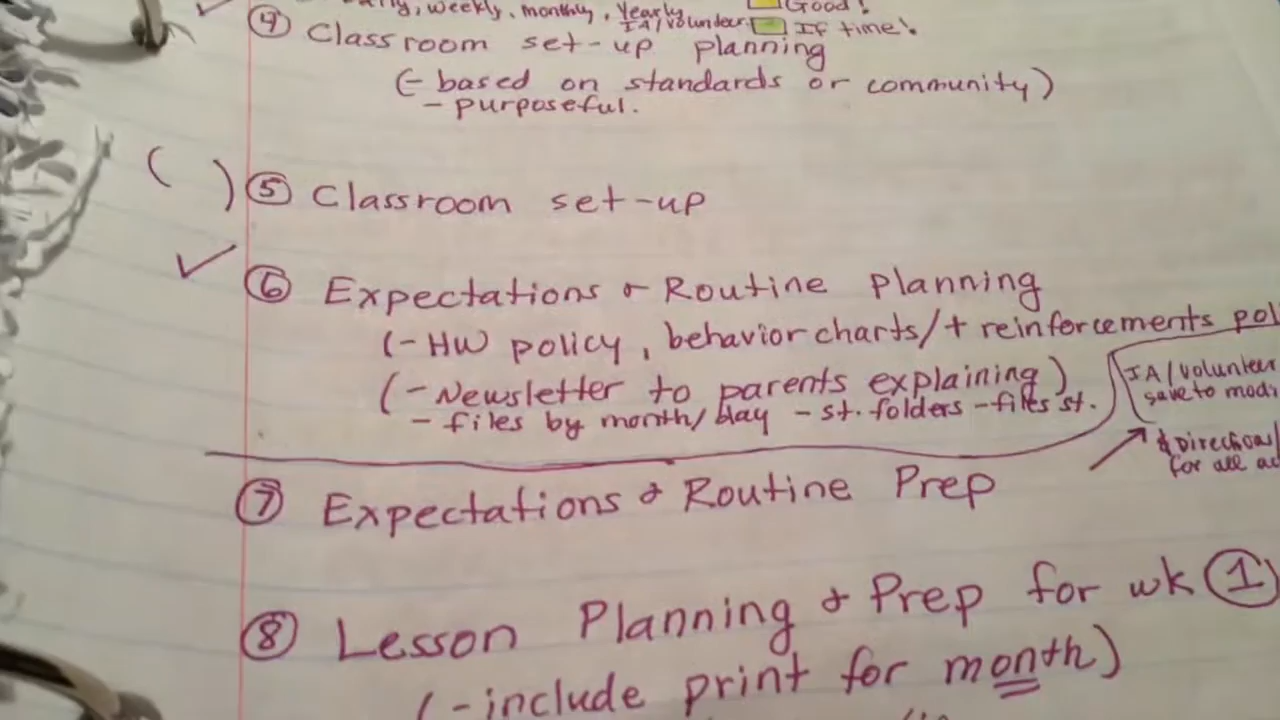 weekly, monthly, Yearly Good!
IA/Volunteer If time!
④ Classroom set-up planning
(- based on standards or community)
- purposeful.
( ) ⑤ Classroom set-up
✓ ⑥ Expectations & Routine Planning
(- HW policy, behavior charts/+ reinforcements pol
(- Newsletter to parents explaining)
- files by month/day - st. folders - files st.
IA/Volunteer
save to
& Direction
for all
⑦ Expectations & Routine Prep
⑧ Lesson Planning & Prep for wk ①
(- include print for month)